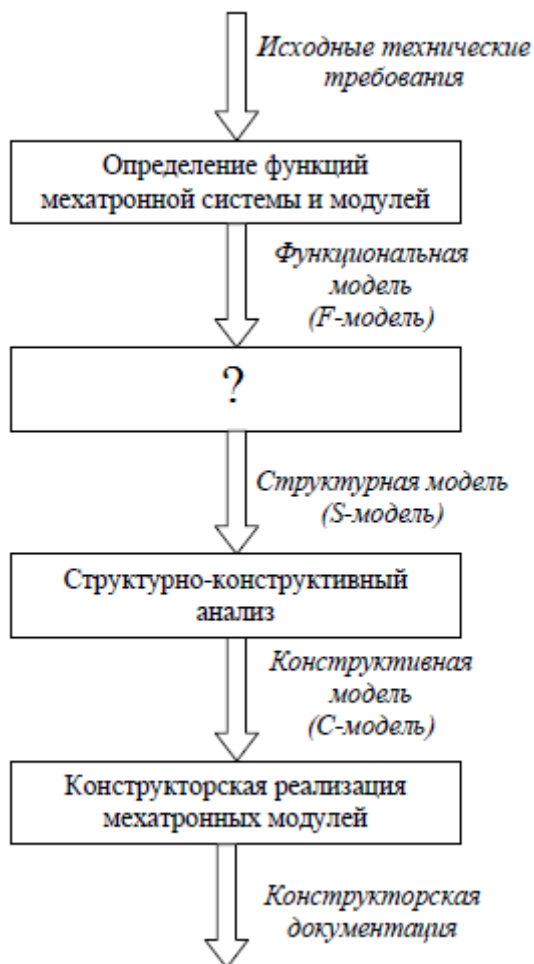 Исходные технические
требования
Определение функций
мехатронной системы и модулей
Функциональная
модель
(F-модель)
?
Структурная модель
(S-модель)
Структурно-конструктивный
анализ
Конструктивная
модель
(C-модель)
Конструкторская реализация
мехатронных модулей
Конструкторская
документация